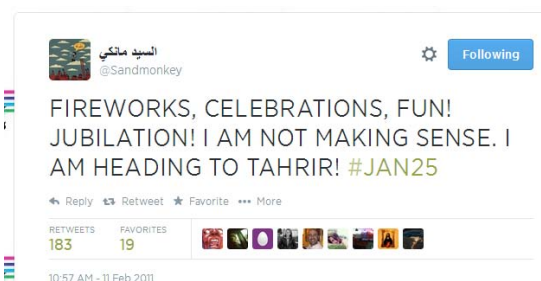 السيد مانكي
@Sandmonkey
Following
FIREWORKS, CELEBRATIONS, FUN!
JUBILATION! I AM NOT MAKING SENSE. I
AM HEADING TO TAHRIR! #JAN25
Reply Retweet Favorite ••• More
RETWEETS FAVORITES
183 19
10:57 AM - 11 Feb 2011